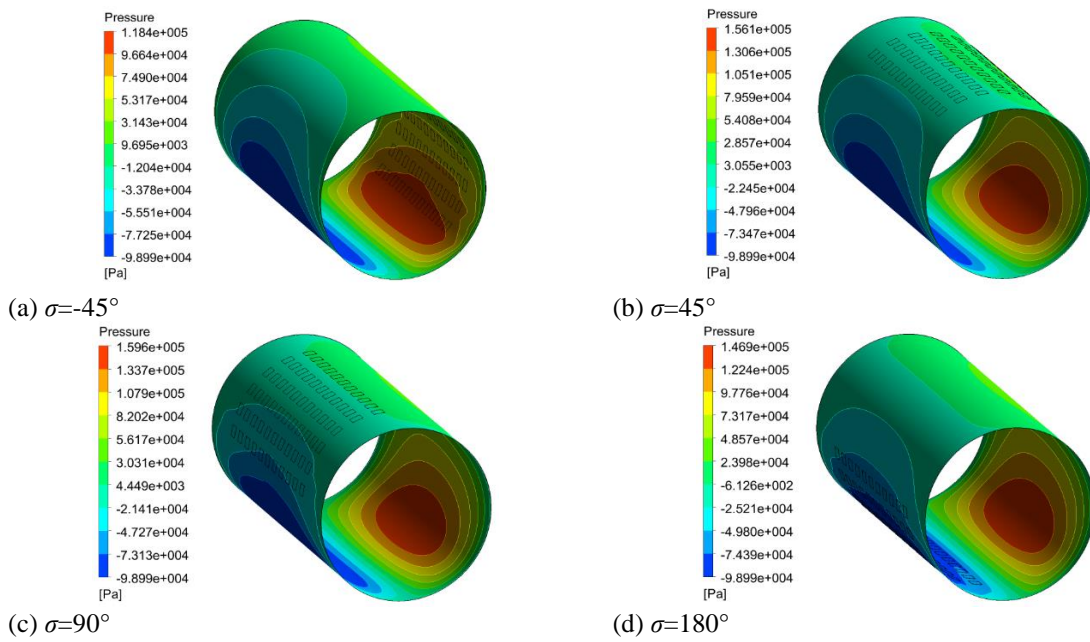 Pressure
1.184e+005
9.664e+004
7.490e+004
5.317e+004
3.143e+004
9.695e+003
-1.204e+004
-3.378e+004
-5.551e+004
-7.725e+004
-9.899e+004
[Pa]
(a) σ=-45°
Pressure
1.561e+005
1.306e+005
1.051e+005
7.959e+004
5.408e+004
2.857e+004
3.055e+003
-2.245e+004
-4.796e+004
-7.347e+004
-9.899e+004
[Pa]
(b) σ=45°
Pressure
1.596e+005
1.337e+005
1.079e+005
8.202e+004
5.617e+004
3.031e+004
4.449e+003
-2.141e+004
-4.727e+004
-7.313e+004
-9.899e+004
[Pa]
(c) σ=90°
Pressure
1.469e+005
1.224e+005
9.776e+004
7.317e+004
4.857e+004
2.398e+004
-6.126e+002
-2.521e+004
-4.980e+004
-7.439e+004
-9.899e+004
[Pa]
(d) σ=180°